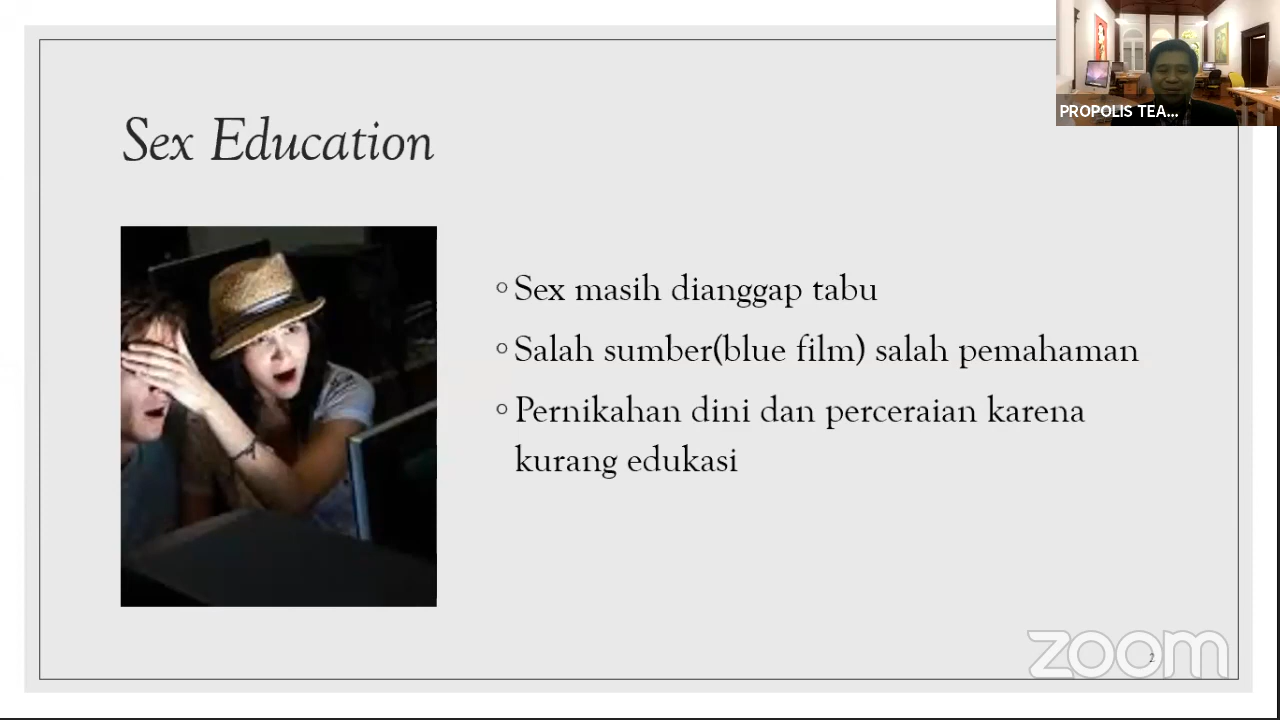 PROPOLIS TEA...
Sex Education
Sex masih dianggap tabu
Salah sumber(blue film) salah pemahaman
Pernikahan dini dan perceraian karena
kurang edukasi
zoom
2